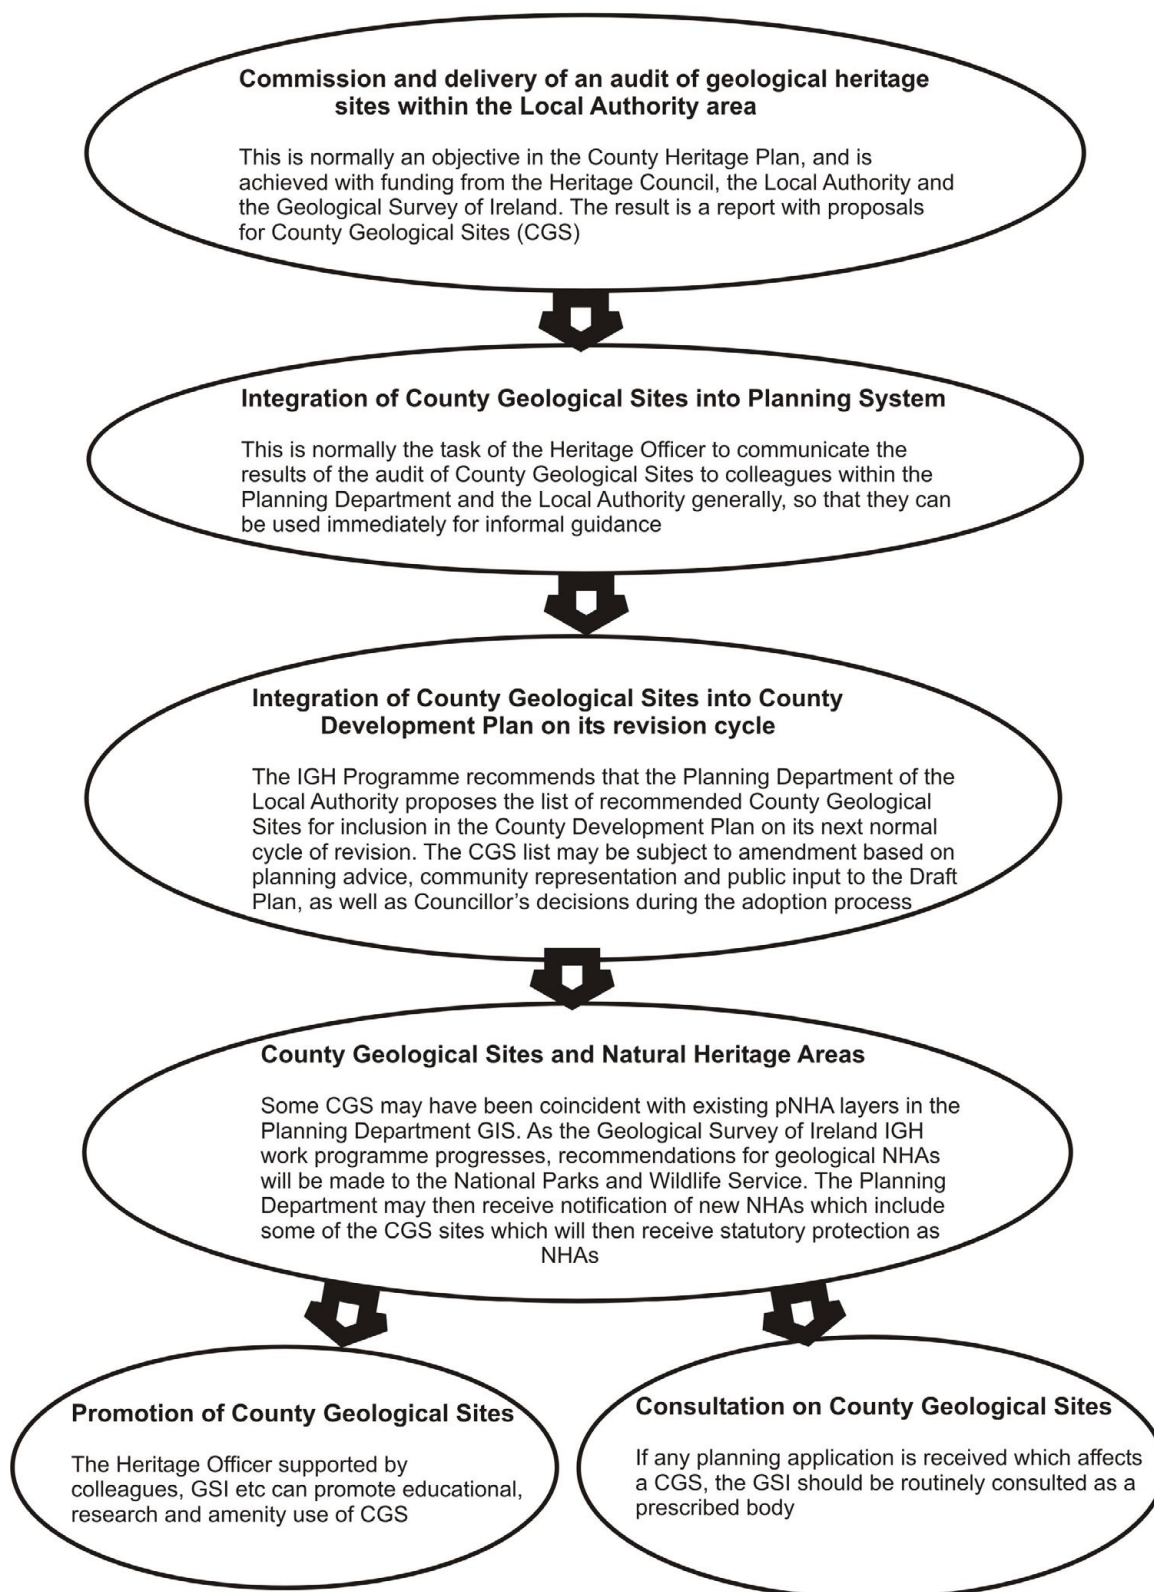 Commission and delivery of an audit of geological heritage
sites within the Local Authority area
This is normally an objective in the County Heritage Plan, and is
achieved with funding from the Heritage Council, the Local Authority and
the Geological Survey of Ireland. The result is a report with proposals
for County Geological Sites (CGS)
Integration of County Geological Sites into Planning System
This is normally the task of the Heritage Officer to communicate the
results of the audit of County Geological Sites to colleagues within the
Planning Department and the Local Authority generally, so that they can
be used immediately for informal guidance
Integration of County Geological Sites into County
Development Plan on its revision cycle
The IGH Programme recommends that the Planning Department of the
Local Authority proposes the list of recommended County Geological
Sites for inclusion in the County Development Plan on its next normal
cycle of revision. The CGS list may be subject to amendment based on
planning advice, community representation and public input to the Draft
Plan, as well as Councillor's decisions during the adoption process
County Geological Sites and Natural Heritage Areas
Some CGS may have been coincident with existing pNHA layers in the
Planning Department GIS. As the Geological Survey of Ireland IGH
work programme progresses, recommendations for geological NHAs
will be made to the National Parks and Wildlife Service. The Planning
Department may then receive notification of new NHAs which include
some of the CGS sites which will then receive statutory protection as
NHAs
Promotion of County Geological Sites
The Heritage Officer supported by
colleagues, GSI etc can promote educational,
research and amenity use of CGS
Consultation on County Geological Sites
If any planning application is received which affects
a CGS, the GSI should be routinely consulted as a
prescribed body